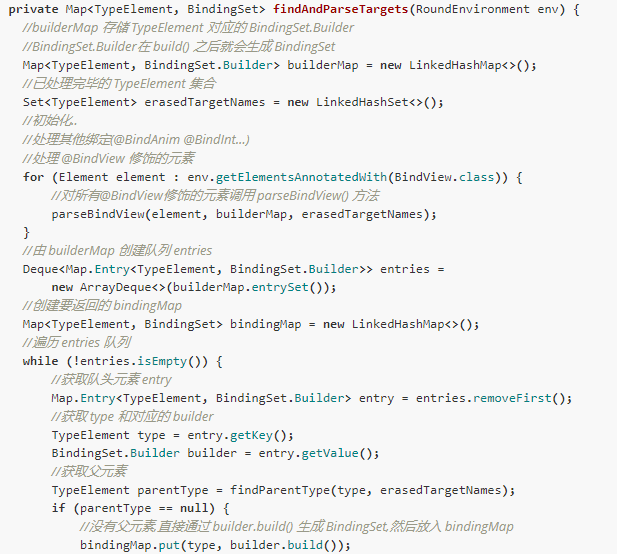 private Map<TypeElement, BindingSet> findAndParseTargets(RoundEnvironment env) {
//builderMap 存储 TypeElement 对应的 BindingSet.Builder
//BindingSet.Builder在 build() 之后就会生成 BindingSet
Map<TypeElement, BindingSet.Builder> builderMap = new LinkedHashMap<>();
//已处理完毕的 TypeElement 集合
Set<TypeElement> erasedTargetNames = new LinkedHashSet<>();
//初始化..
//处理其他绑定(@BindAnim @BindInt...)
//处理 @BindView 修饰的元素
for (Element element : env.getElementsAnnotatedWith(BindView.class)) {
//对所有@BindView修饰的元素调用 parseBindView() 方法
parseBindView(element, builderMap, erasedTargetNames);
}
//由 builderMap 创建队列 entries
Deque<Map.Entry<TypeElement, BindingSet.Builder>> entries =
new ArrayDeque<>(builderMap.entrySet());
//创建要返回的 bindingMap
Map<TypeElement, BindingSet> bindingMap = new LinkedHashMap<>();
//遍历 entries 队列
while (!entries.isEmpty()) {
//获取队头元素 entry
Map.Entry<TypeElement, BindingSet.Builder> entry = entries.removeFirst();
//获取 type 和对应的 builder
TypeElement type = entry.getKey();
BindingSet.Builder builder = entry.getValue();
//获取父元素
TypeElement parentType = findParentType(type, erasedTargetNames);
if (parentType == null) {
//没有父元素,直接通过 builder.build() 生成 BindingSet,然后放入 bindingMap
bindingMap.put(type, builder.build());